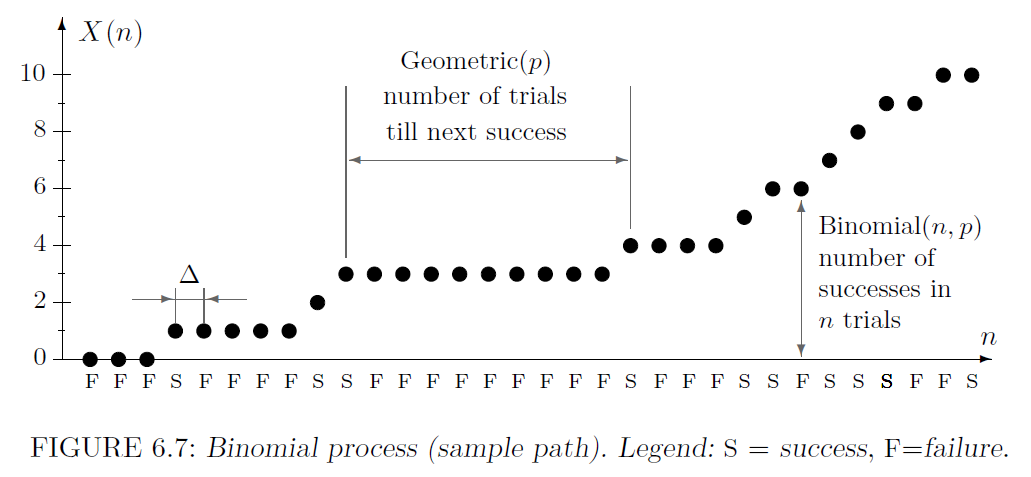 X(n)
Geometric(p)
number of trials
till next success
10
8
6
4
2
0
Δ
Binomial(n, p)
number of
successes in
n trials
n
F F F S F F F F S S F F F F F F F F F S F F F S S F S S S F F S
FIGURE 6.7: Binomial process (sample path). Legend: S = success, F=failure.